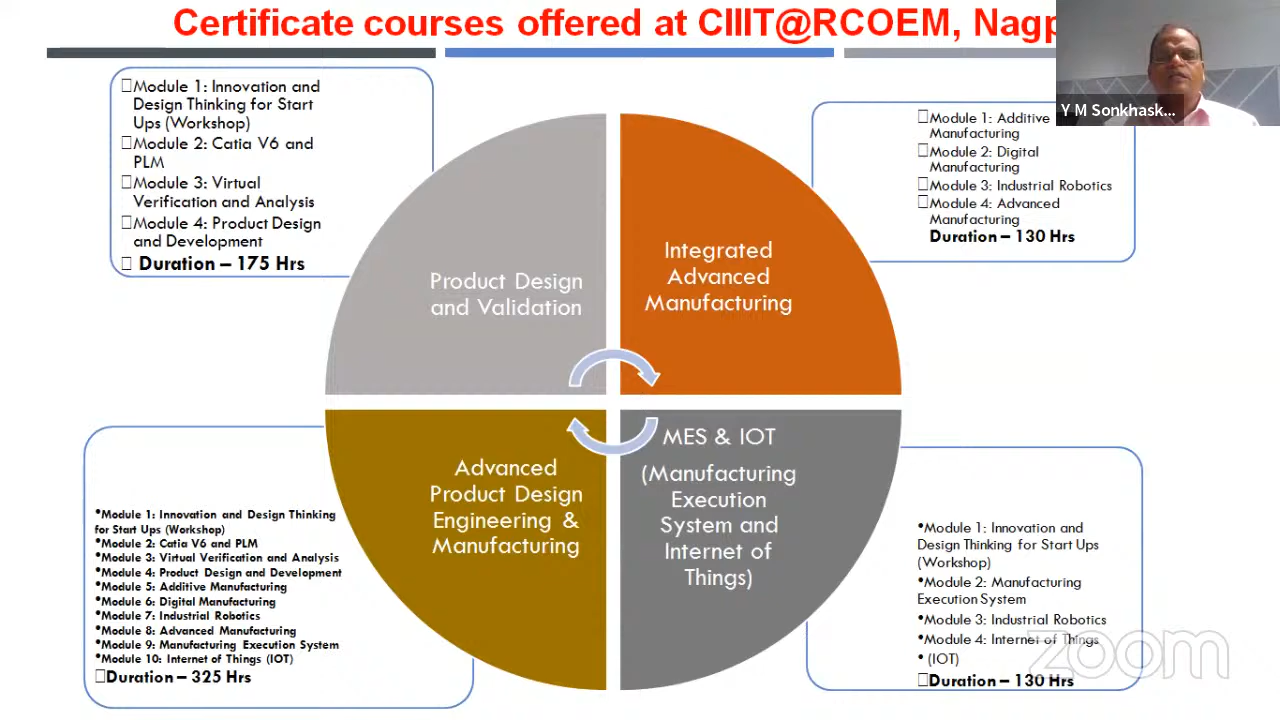 Certificate courses offered at CIIIT@RCOEM, Nagp
Y M Sonkhask...
Module 1: Innovation and
Design Thinking for Start
Ups (Workshop)
Module 2: Catia V6 and
PLM
Module 3: Virtual
Verification and Analysis
Module 4: Product Design
and Development
Duration – 175 Hrs
Product Design
and Validation
Integrated
Advanced
Manufacturing
Module 1: Additive
Manufacturing
Module 2: Digital
Manufacturing
Module 3: Industrial Robotics
Module 4: Advanced
Manufacturing
Duration – 130 Hrs
•Module 1: Innovation and Design Thinking
for Start Ups (Workshop)
•Module 2: Catia V6 and PLM
•Module 3: Virtual Verification and Analysis
•Module 4: Product Design and Development
•Module 5: Additive Manufacturing
•Module 6: Digital Manufacturing
•Module 7: Industrial Robotics
•Module 8: Advanced Manufacturing
•Module 9: Manufacturing Execution System
•Module 10: Internet of Things (IOT)
Duration – 325 Hrs
Advanced
Product Design
Engineering &
Manufacturing
MES & IOT
(Manufacturing
Execution
System and
Internet of
Things)
•Module 1: Innovation and
Design Thinking for Start Ups
(Workshop)
•Module 2: Manufacturing
Execution System
•Module 3: Industrial Robotics
•Module 4: Internet of Things
• (IOT)
Duration – 130 Hrs
zoom